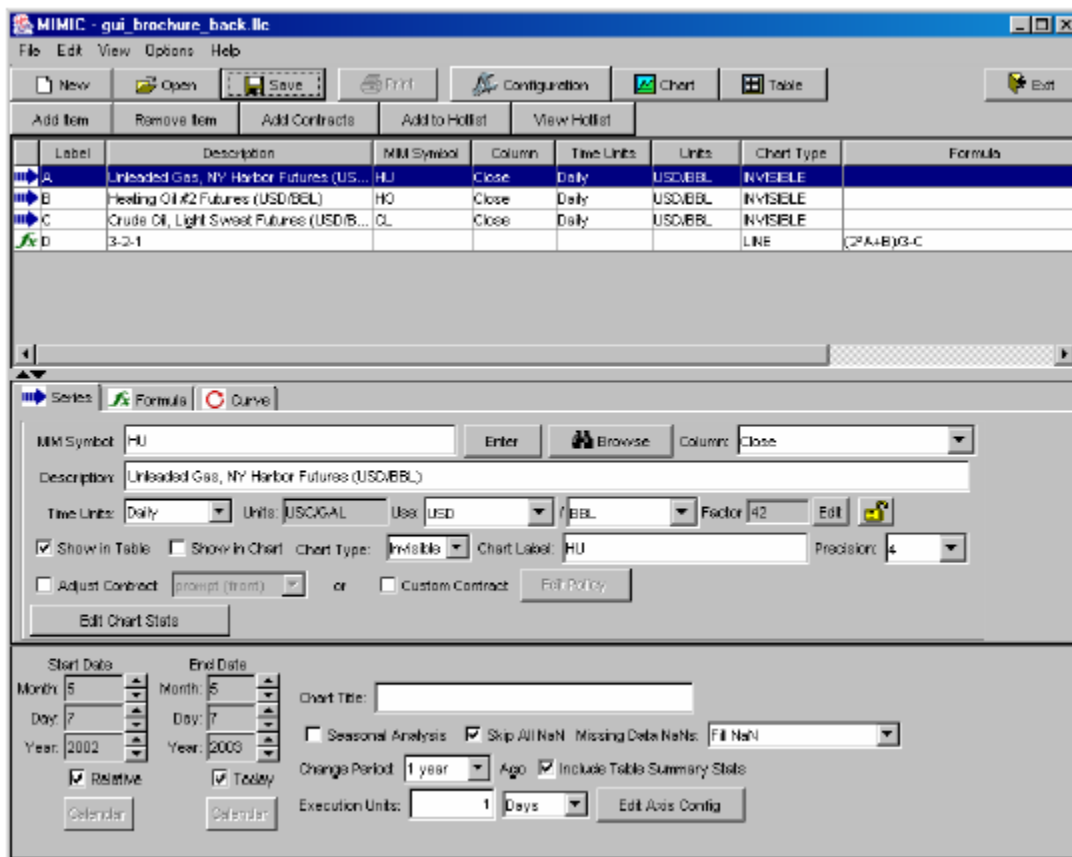 MIMIC - gui_brochure_back.llc
File Edit View Options Help
New Open Save Print Configuration Chart Table Exit
Add Item Remove Item Add Contracts Add to Hotlist View Hotlist
Label Description MIM Symbol Column Time Units Units Chart Type Formula
A Unleaded Gas, NY Harbor Futures (US... HU Close Daily USD/BBL INVISIBLE
B Heating Oil #2 Futures (USD/BBL) HO Close Daily USD/BBL INVISIBLE
C Crude Oil, Light Sweet Futures (USD/B... CL Close Daily USD/BBL INVISIBLE
fx D 3-2-1 LINE (2*A+B)/3-C
Series fx Formula Curve
MIM Symbol: HU Enter Browse Column: Close
Description: Unleaded Gas, NY Harbor Futures (USD/BBL)
Time Units: Daily Units: USC/GAL Use: USD / BBL Factor 42 Edit
Show in Table Show in Chart Chart Type: Invisible Chart Label: HU Precision: 4
Adjust Contract prompt (front) or Custom Contract Edit Policy
Edit Chart Stats
Start Date End Date
Month: 5 Month: 5 Chart Title:
Day: 7 Day: 7 Seasonal Analysis Skip All NaN Missing Data NaNs: Fill NaN
Year: 2002 Year: 2003
Relative Today Change Period: 1 year Ago Include Table Summary Stats
Calendar Calendar Execution Units: 1 Days Edit Axis Config